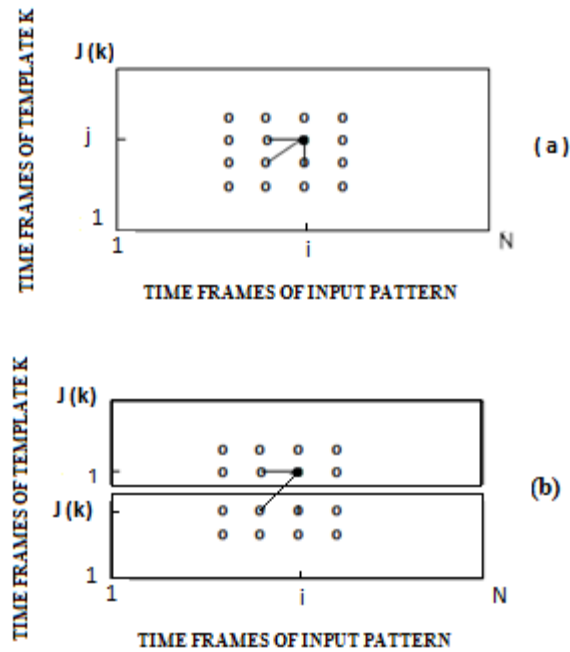 TIME FRAMES OF TEMPLATE K
J (k)
j
1
1
i
N
( a )
TIME FRAMES OF INPUT PATTERN
TIME FRAMES OF TEMPLATE K
J (k)
1
J (k)
1
1
i
N
(b)
TIME FRAMES OF INPUT PATTERN